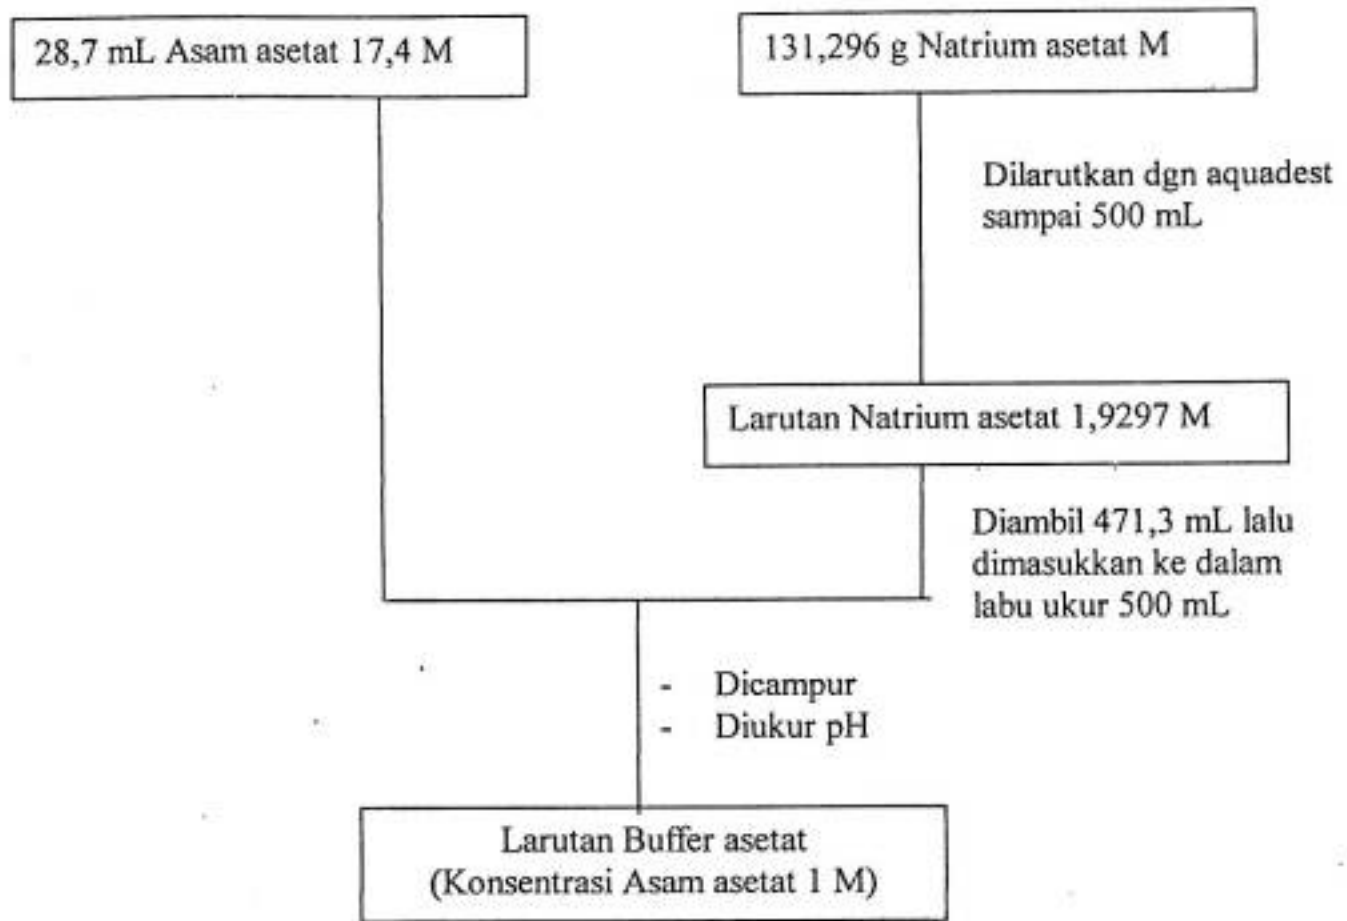 28,7 mL Asam asetat 17,4 M
131,296 g Natrium asetat M
Dilarutkan dgn aquadest
sampai 500 mL
Larutan Natrium asetat 1,9297 M
Diambil 471,3 mL lalu
dimasukkan ke dalam
labu ukur 500 mL
- Dicampur
- Diukur pH
Larutan Buffer asetat
(Konsentrasi Asam asetat 1 M)